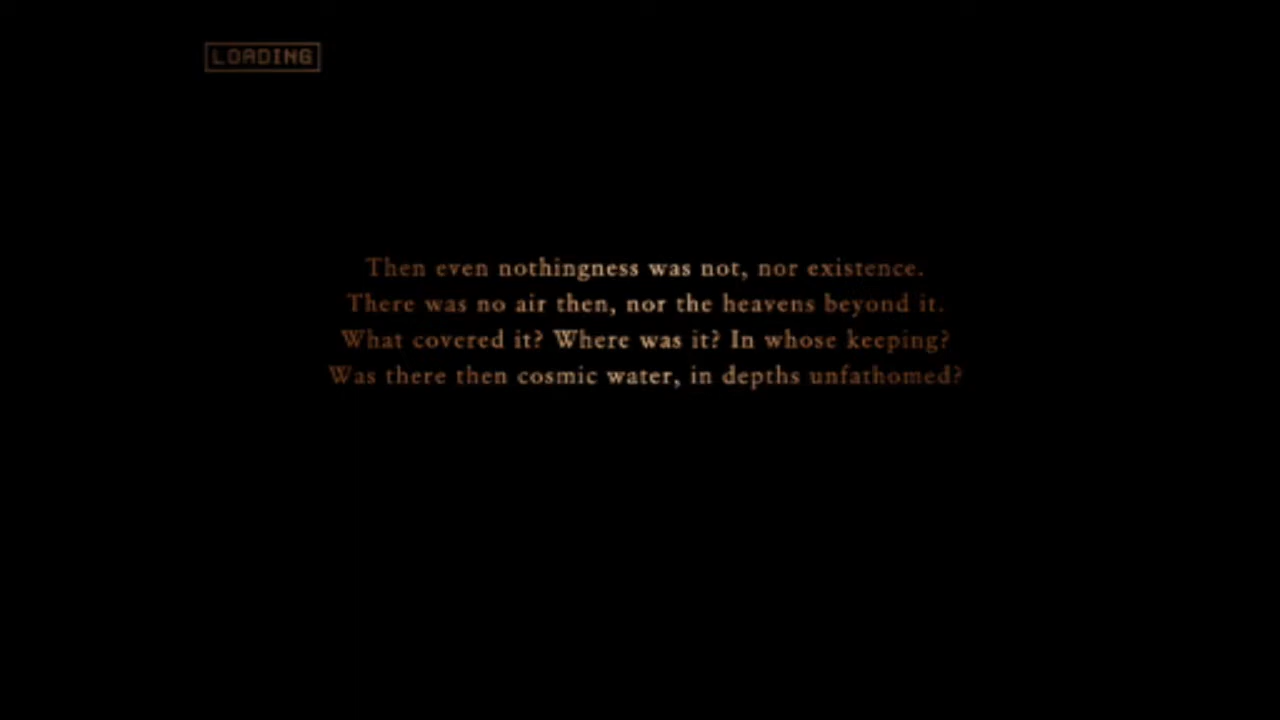 LOADING
Then even nothingness was not, nor existence.
There was no air then, nor the heavens beyond it.
What covered it? Where was it? In whose keeping?
Was there then cosmic water, in depths unfathomed?